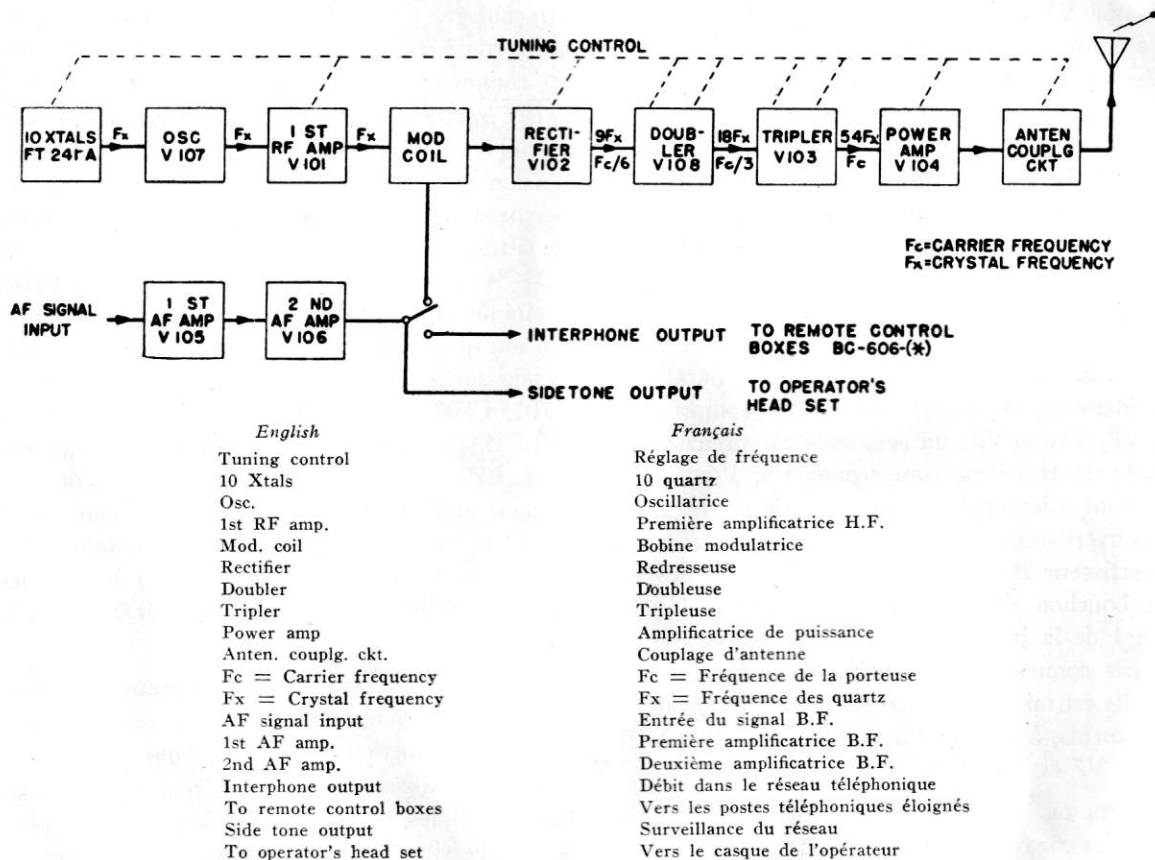 TUNING CONTROL
10 XTALS
FT 241A
Fx
OSC
V 107
Fx
1 ST
RF AMP
V 101
Fx
MOD
COIL
RECTI-
FIER
V102
9Fx
Fc/6
DOUB-
LER
V 108
18Fx
Fc/3
TRIPLER
V103
54Fx
Fc
POWER
AMP
V 104
ANTEN
COUPLG
CKT
Fc=CARRIER FREQUENCY
Fx=CRYSTAL FREQUENCY
AF SIGNAL
INPUT
1 ST
AF AMP
V 105
2 ND
AF AMP
V 106
INTERPHONE OUTPUT
TO REMOTE CONTROL
BOXES BC-606-(*)
SIDETONE OUTPUT
TO OPERATOR'S
HEAD SET
English Français
Tuning control Réglage de fréquence
10 Xtals 10 quartz
Osc. Oscillatrice
1st RF amp. Première amplificatrice H.F.
Mod. coil Bobine modulatrice
Rectifier Redresseuse
Doubler Doubleuse
Tripler Tripleuse
Power amp Amplificatrice de puissance
Anten. couplg. ckt. Couplage d'antenne
Fc = Carrier frequency Fc = Fréquence de la porteuse
Fx = Crystal frequency Fx = Fréquence des quartz
AF signal input Entrée du signal B.F.
1st AF amp. Première amplificatrice B.F.
2nd AF amp. Deuxième amplificatrice B.F.
Interphone output Débit dans le réseau téléphonique
To remote control boxes Vers les postes téléphoniques éloignés
Side tone output Surveillance du réseau
To operator's head set Vers le casque de l'opérateur